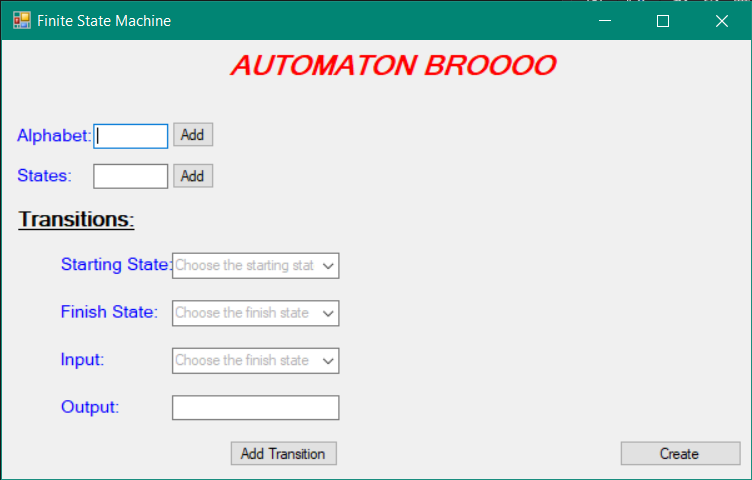 Finite State Machine
AUTOMATON BROOOO
Alphabet: Add
States: Add
Transitions:
Starting State: Choose the starting stat
Finish State: Choose the finish state
Input: Choose the finish state
Output:
Add Transition Create